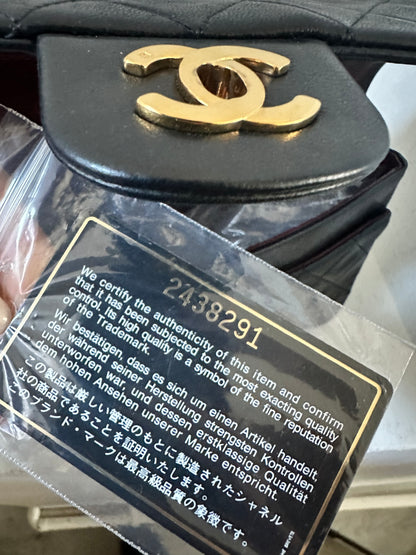 2438291
We certify the authenticity of this item and confirm
that it has been subjected to the most exacting quality
control. Its high quality is a symbol of the fine reputation
of the Trademark.
Wir bestätigen, dass es sich um einen Artikel handelt,
der während seiner Herstellung strengsten Kontrollen
unterworfen war und dessen erstklassige Qualität
dem hohen Ansehen unserer Marke entspricht.
この製品は厳しい管理のもとに製造されたシャネル
社の商品であることを証明いたします。
このブランド・マークは最高級品質の象徴です。